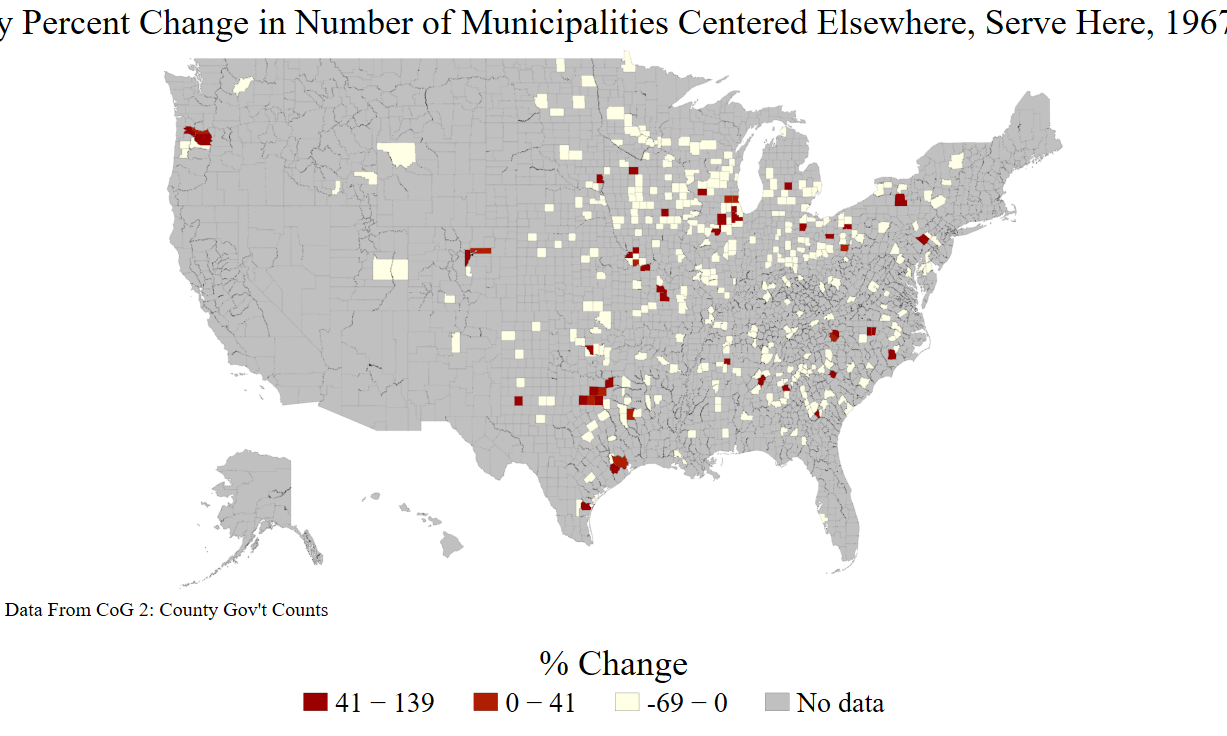 y Percent Change in Number of Municipalities Centered Elsewhere, Serve Here, 1967
Data From CoG 2: County Gov't Counts
% Change
41 − 139 0 − 41 -69 − 0 No data